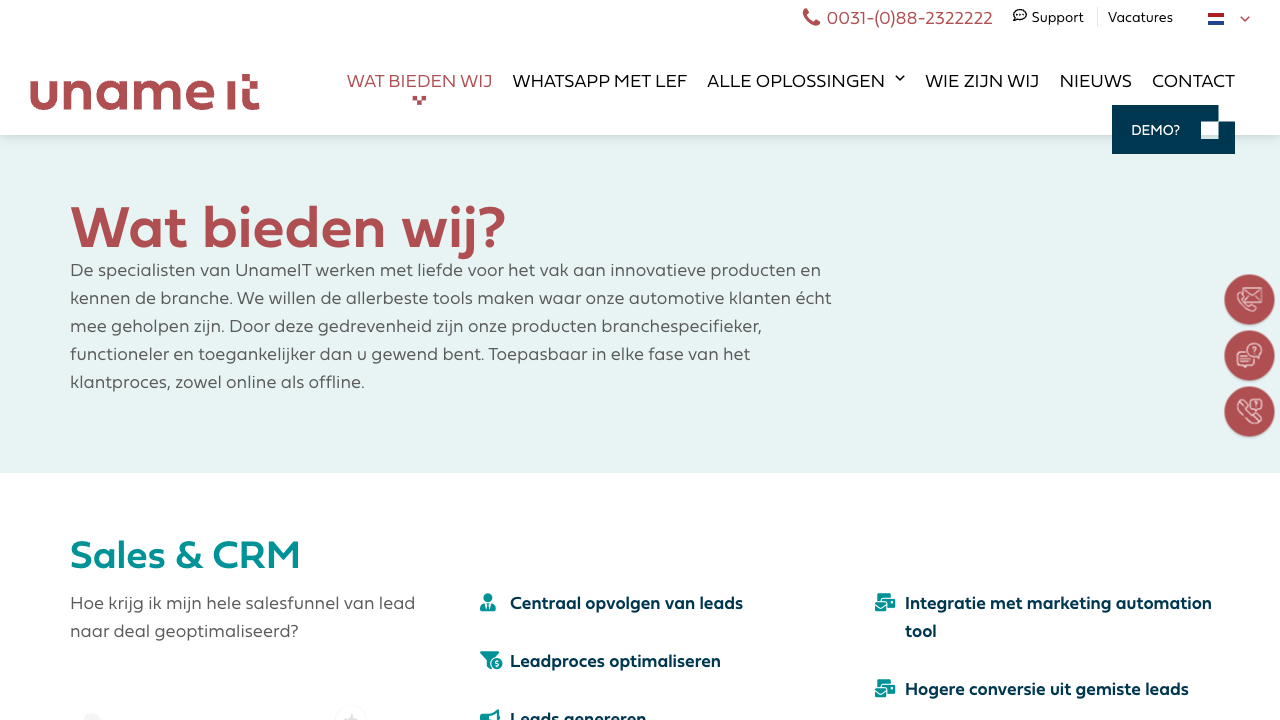 0031-(0)88-2322222
Support
Vacatures
uname it
WAT BIEDEN WIJ
WHATSAPP MET LEF
ALLE OPLOSSINGEN
WIE ZIJN WIJ
NIEUWS
CONTACT
DEMO?
Wat bieden wij?
De specialisten van UnameIT werken met liefde voor het vak aan innovatieve producten en
kennen de branche. We willen de allerbeste tools maken waar onze automotive klanten écht
mee geholpen zijn. Door deze gedrevenheid zijn onze producten branchespecifieker,
functioneler en toegankelijker dan u gewend bent. Toepasbaar in elke fase van het
klantproces, zowel online als offline.
Sales & CRM
Hoe krijg ik mijn hele salesfunnel van lead
naar deal geoptimaliseerd?
Centraal opvolgen van leads
Leadproces optimaliseren
Leads genereren
Integratie met marketing automation
tool
Hogere conversie uit gemiste leads